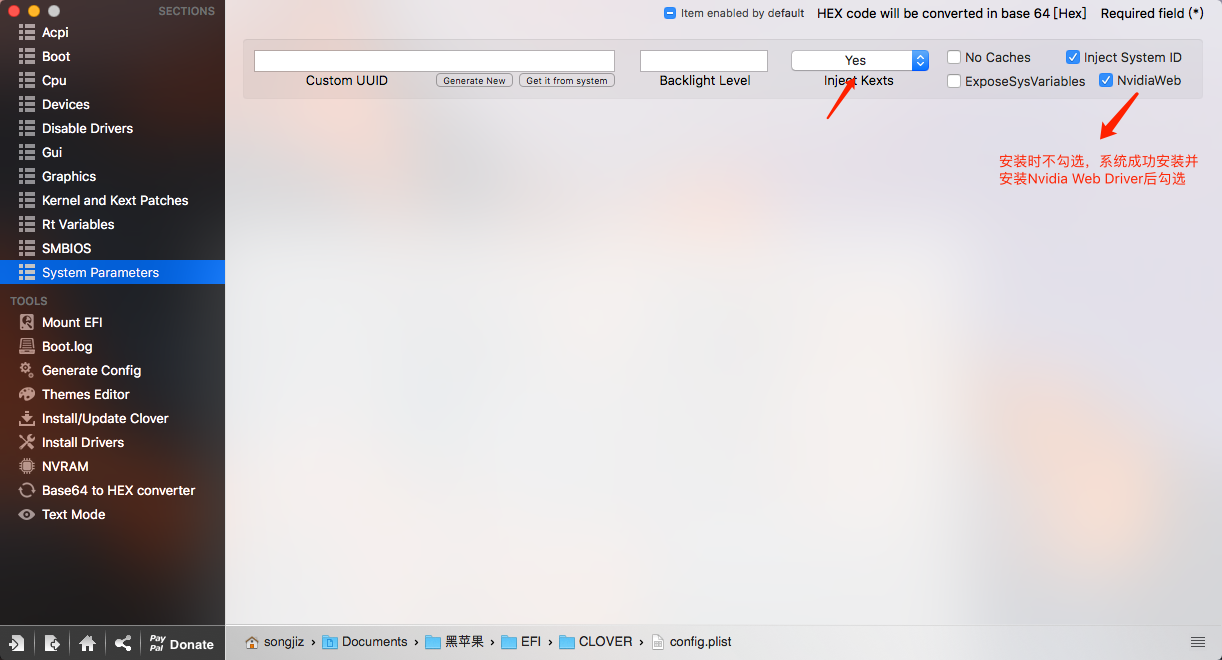 SECTIONS
Acpi
Boot
Cpu
Devices
Disable Drivers
Gui
Graphics
Kernel and Kext Patches
Rt Variables
SMBIOS
System Parameters
TOOLS
Mount EFI
Boot.log
Generate Config
Themes Editor
Install/Update Clover
Install Drivers
NVRAM
Base64 to HEX converter
Text Mode
Pay
Pal Donate
Item enabled by default HEX code will be converted in base 64 [Hex] Required field (*)
Yes No Caches Inject System ID
Custom UUID Generate New Get it from system Backlight Level Inject Kexts ExposeSysVariables NvidiaWeb
安装时不勾选，系统成功安装并
安装Nvidia Web Driver后勾选
songjiz › Documents › 黑苹果 › EFI › CLOVER › config.plist